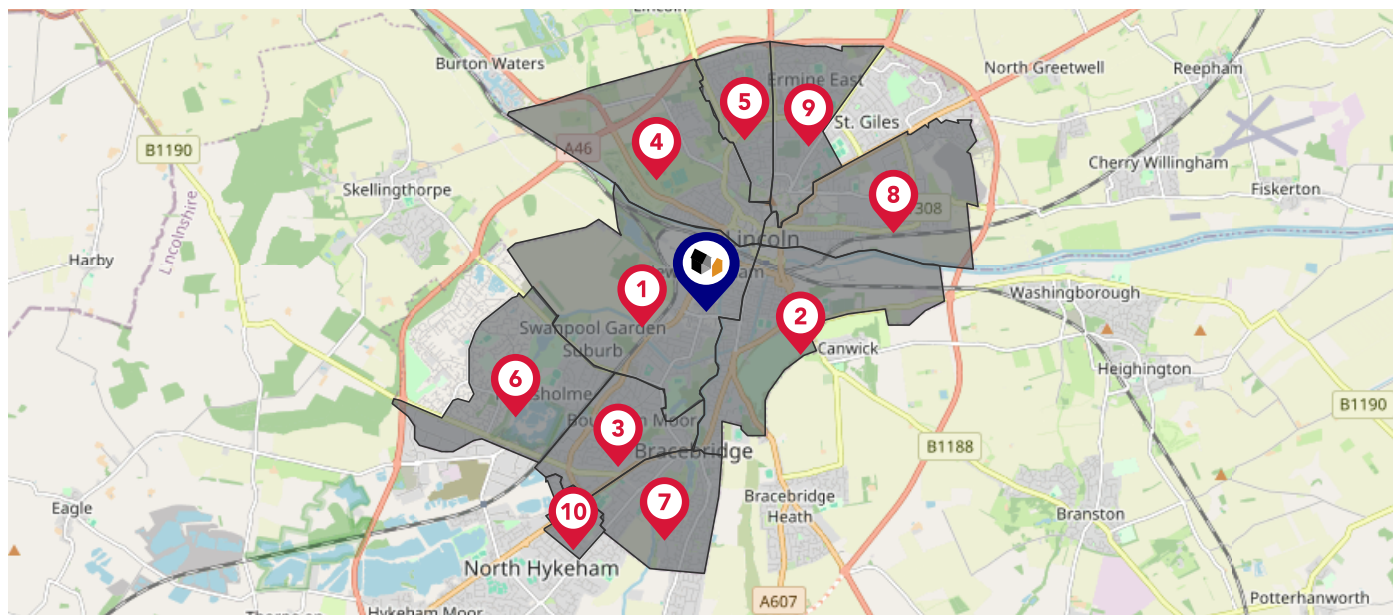 Lincoln
Burton Waters
Ermine East
North Greetwell
Reepham
5
9
St. Giles
B1190
A46
4
Cherry Willingham
Skellingthorpe
Fiskerton
8
308
Lincolnshire
Lincoln
Harby
1
Washingborough
2
Swanpool Garden
Suburb
Canwick
Heighington
6
B1190
3
Bracebridge
B1188
Bracebridge
Heath
7
Eagle
10
Branston
North Hykeham
A607
Potterhanworth
Hykeham Moor